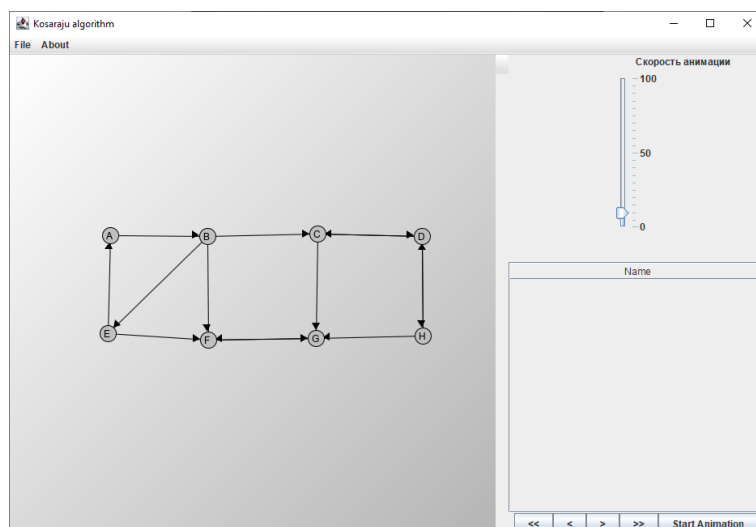 Kosaraju algorithm
File About
Скорость анимации
100
50
0
A
B
C
D
E
F
G
H
Name
<< < > >> Start Animation